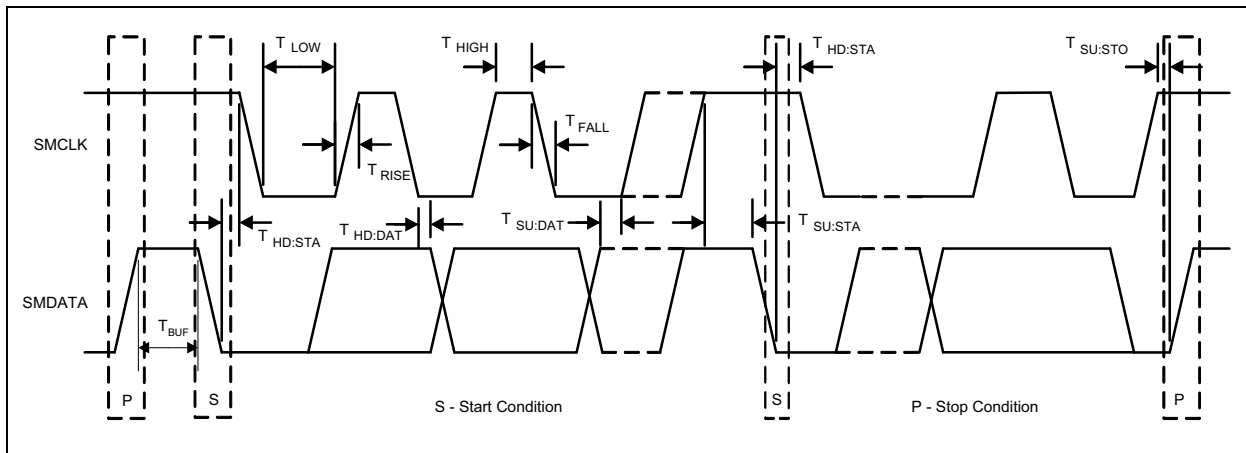 T LOW
T HIGH
T HD:STA
T SU:STO
SMCLK
T FALL
T RISE
T HD:STA
T HD:DAT
T SU:DAT
T SU:STA
SMDATA
T BUF
P
S
S - Start Condition
S
P - Stop Condition
P